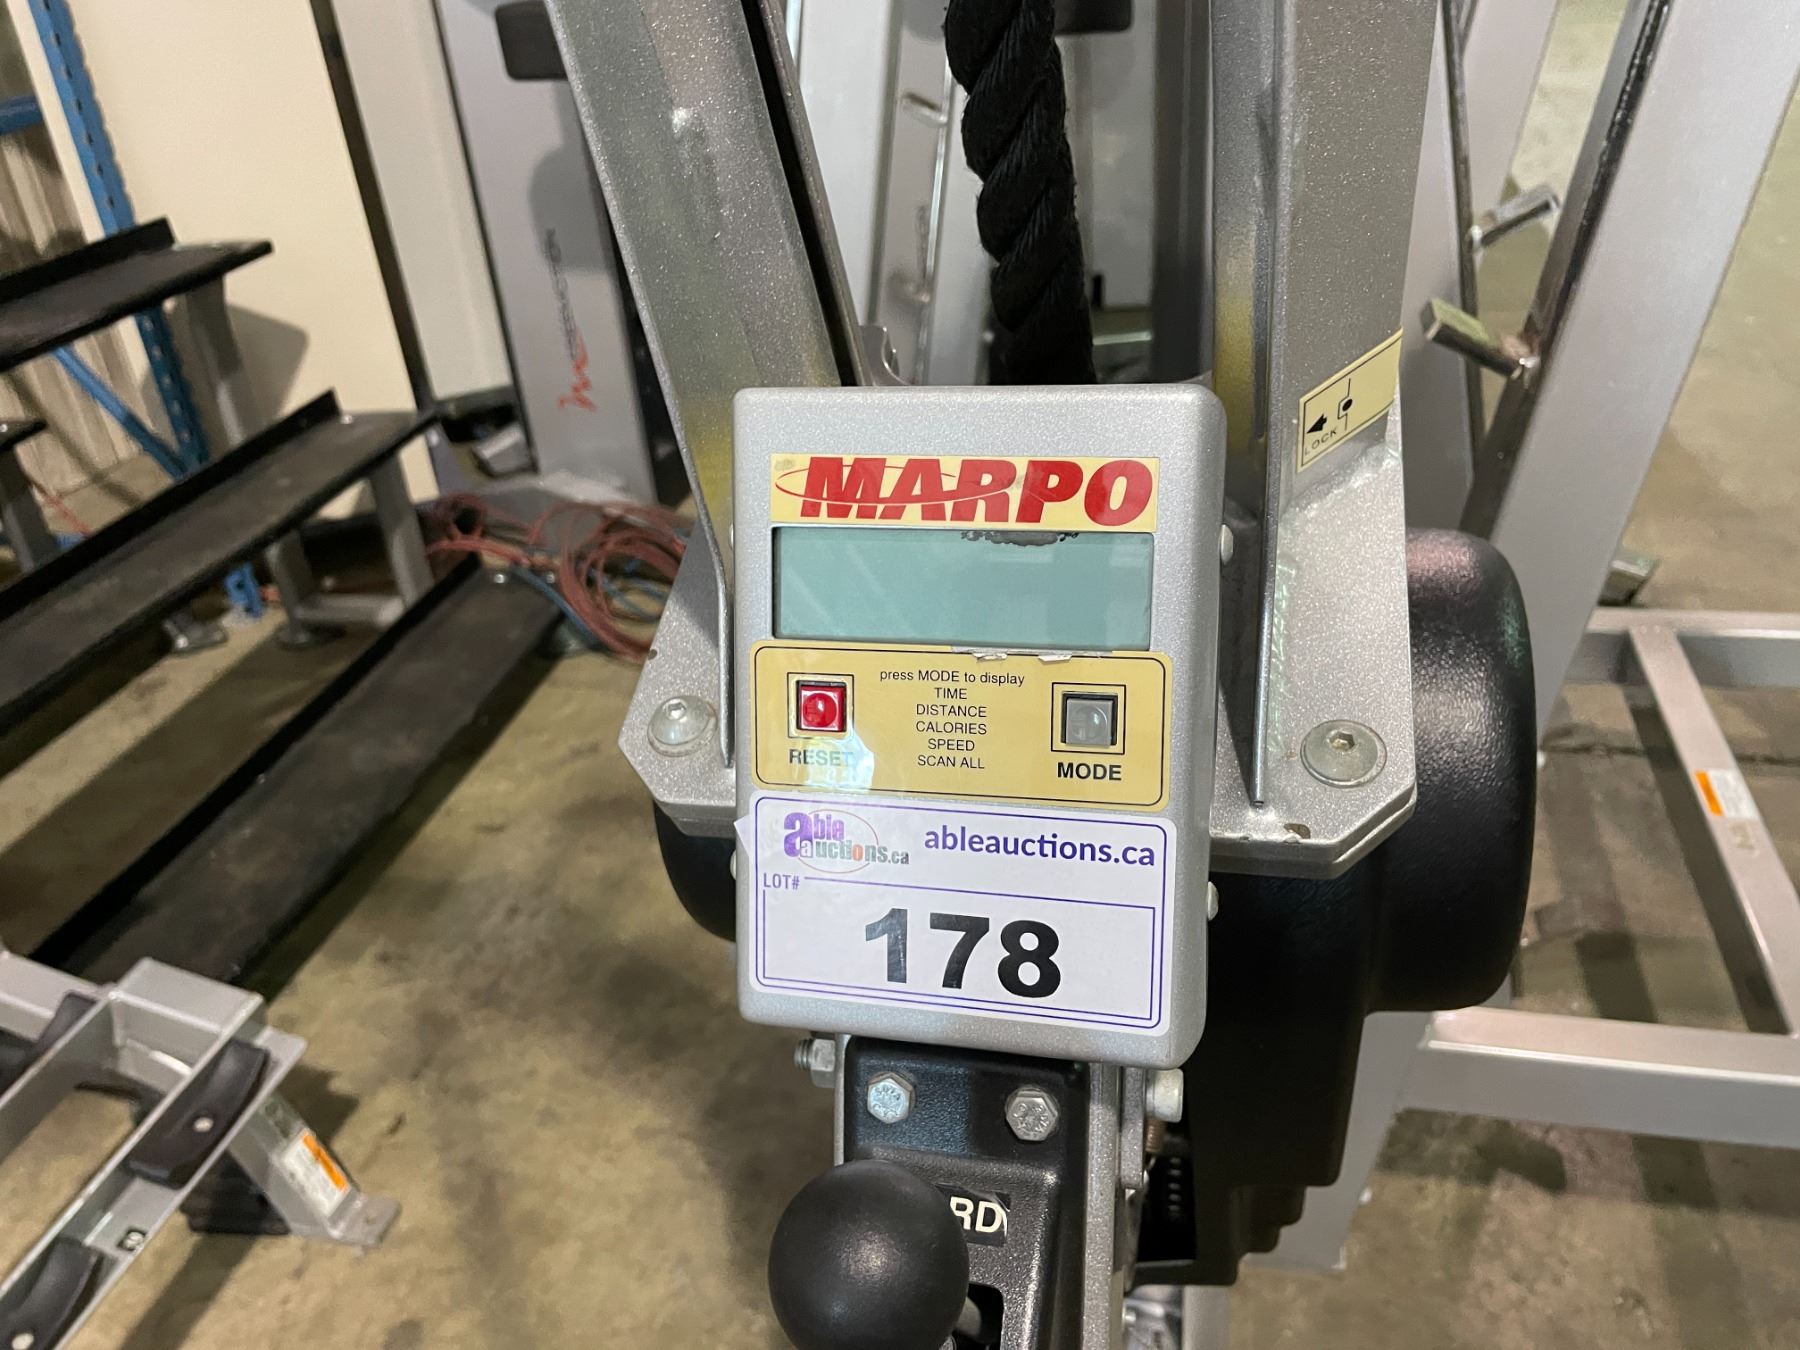 MARPO
LOCK
press MODE to display
TIME
DISTANCE
CALORIES
SPEED
SCAN ALL
RESET
MODE
able auctions.ca
ableauctions.ca
LOT#
178
RD